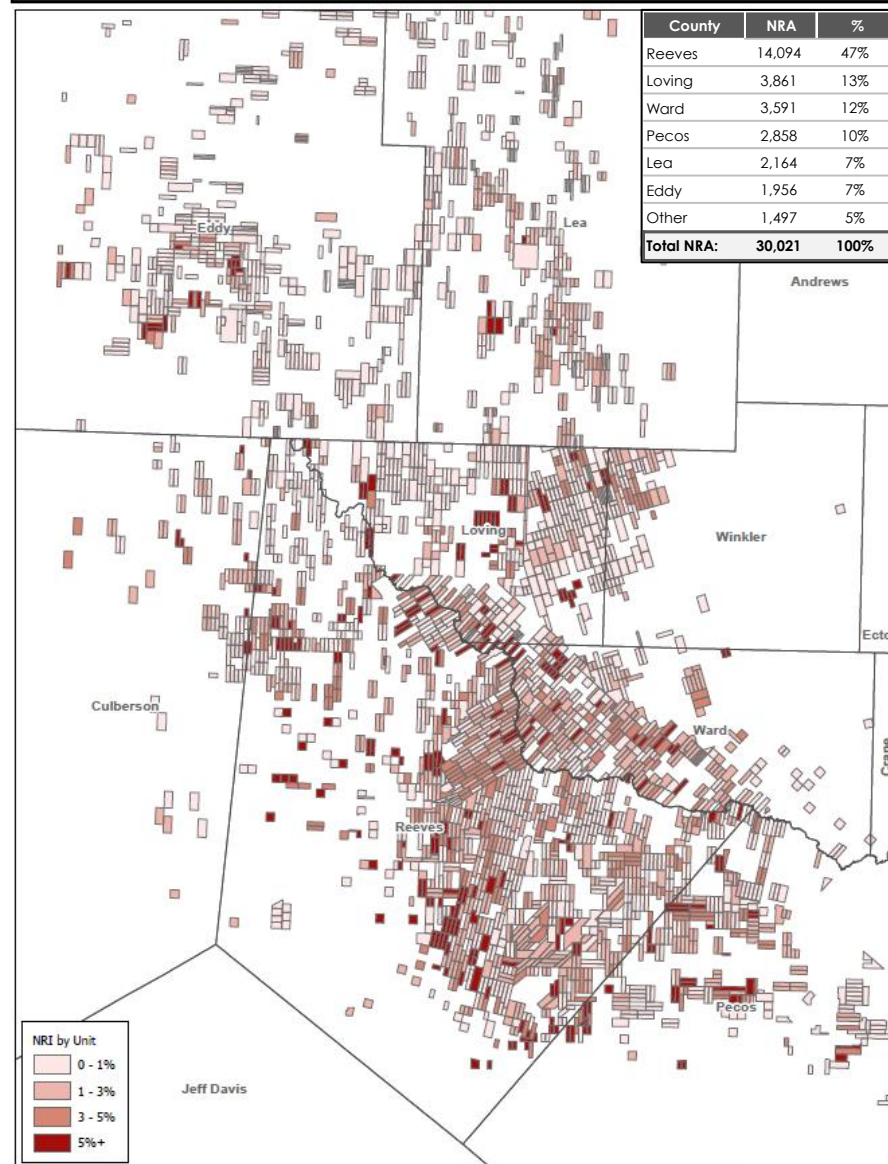 County NRA %
Reeves 14,094 47%
Loving 3,861 13%
Ward 3,591 12%
Pecos 2,858 10%
Lea 2,164 7%
Eddy 1,956 7%
Other 1,497 5%
Total NRA: 30,021 100%
Eddy
Lea
Andrews
Loving
Winkler
Ecto
Culberson
Ward
Crane
Reeves
Pecos
Jeff Davis
NRI by Unit
0 - 1%
1 - 3%
3 - 5%
5%+